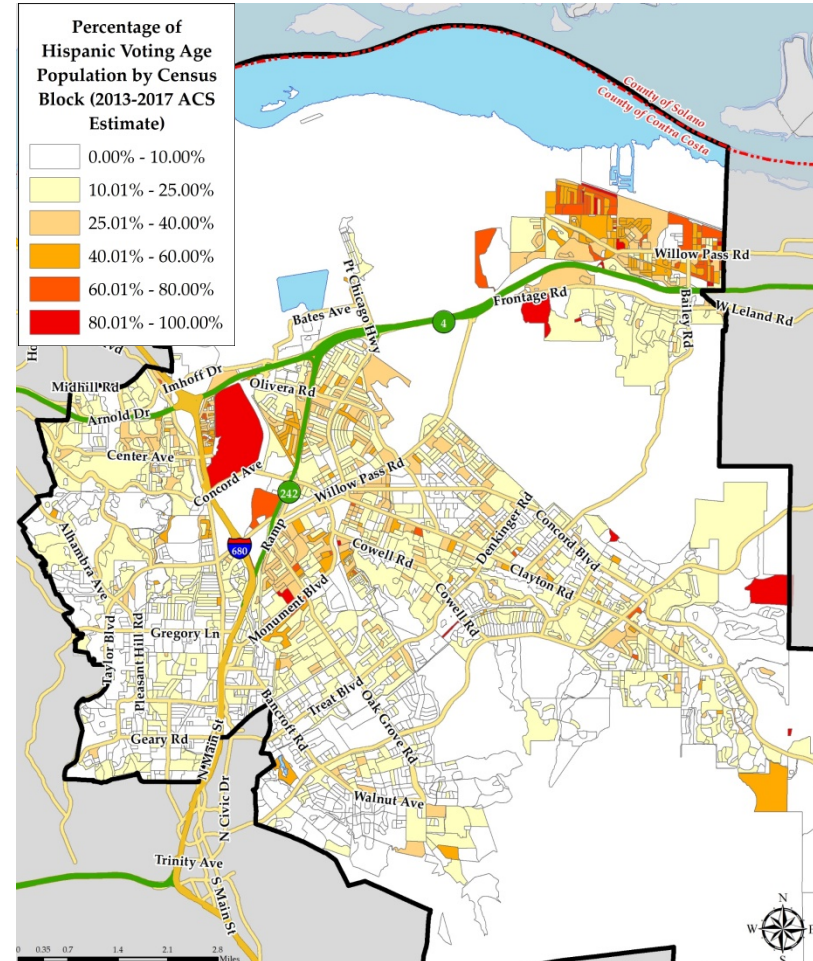 Percentage of
Hispanic Voting Age
Population by Census
Block (2013-2017 ACS
Estimate)
0.00% - 10.00%
10.01% - 25.00%
25.01% - 40.00%
40.01% - 60.00%
60.01% - 80.00%
80.01% - 100.00%
County of Solano
County of Contra Costa
Willow Pass Rd
Pt Chicago Hwy
Frontage Rd
Bailey Rd
W Leland Rd
Bates Ave
4
Imhoff Dr
Midhill Rd
Olivera Rd
Arnold Dr
Center Ave
Concord Ave
Willow Pass Rd
242
Ramp
680
Alhambra Ave
Cowell Rd
Denkinger Rd
Concord Blvd
Clayton Rd
Monument Blvd
Cowell Rd
Gregory Ln
Taylor Blvd
Pleasant Hill Rd
Treat Blvd
Bancroft Rd
Oak Grove Rd
Geary Rd
N Main St
Walnut Ave
N Civic Dr
Trinity Ave
S Main St
N
W
S
0 0.35 0.7 1.4 2.1 2.8
Miles